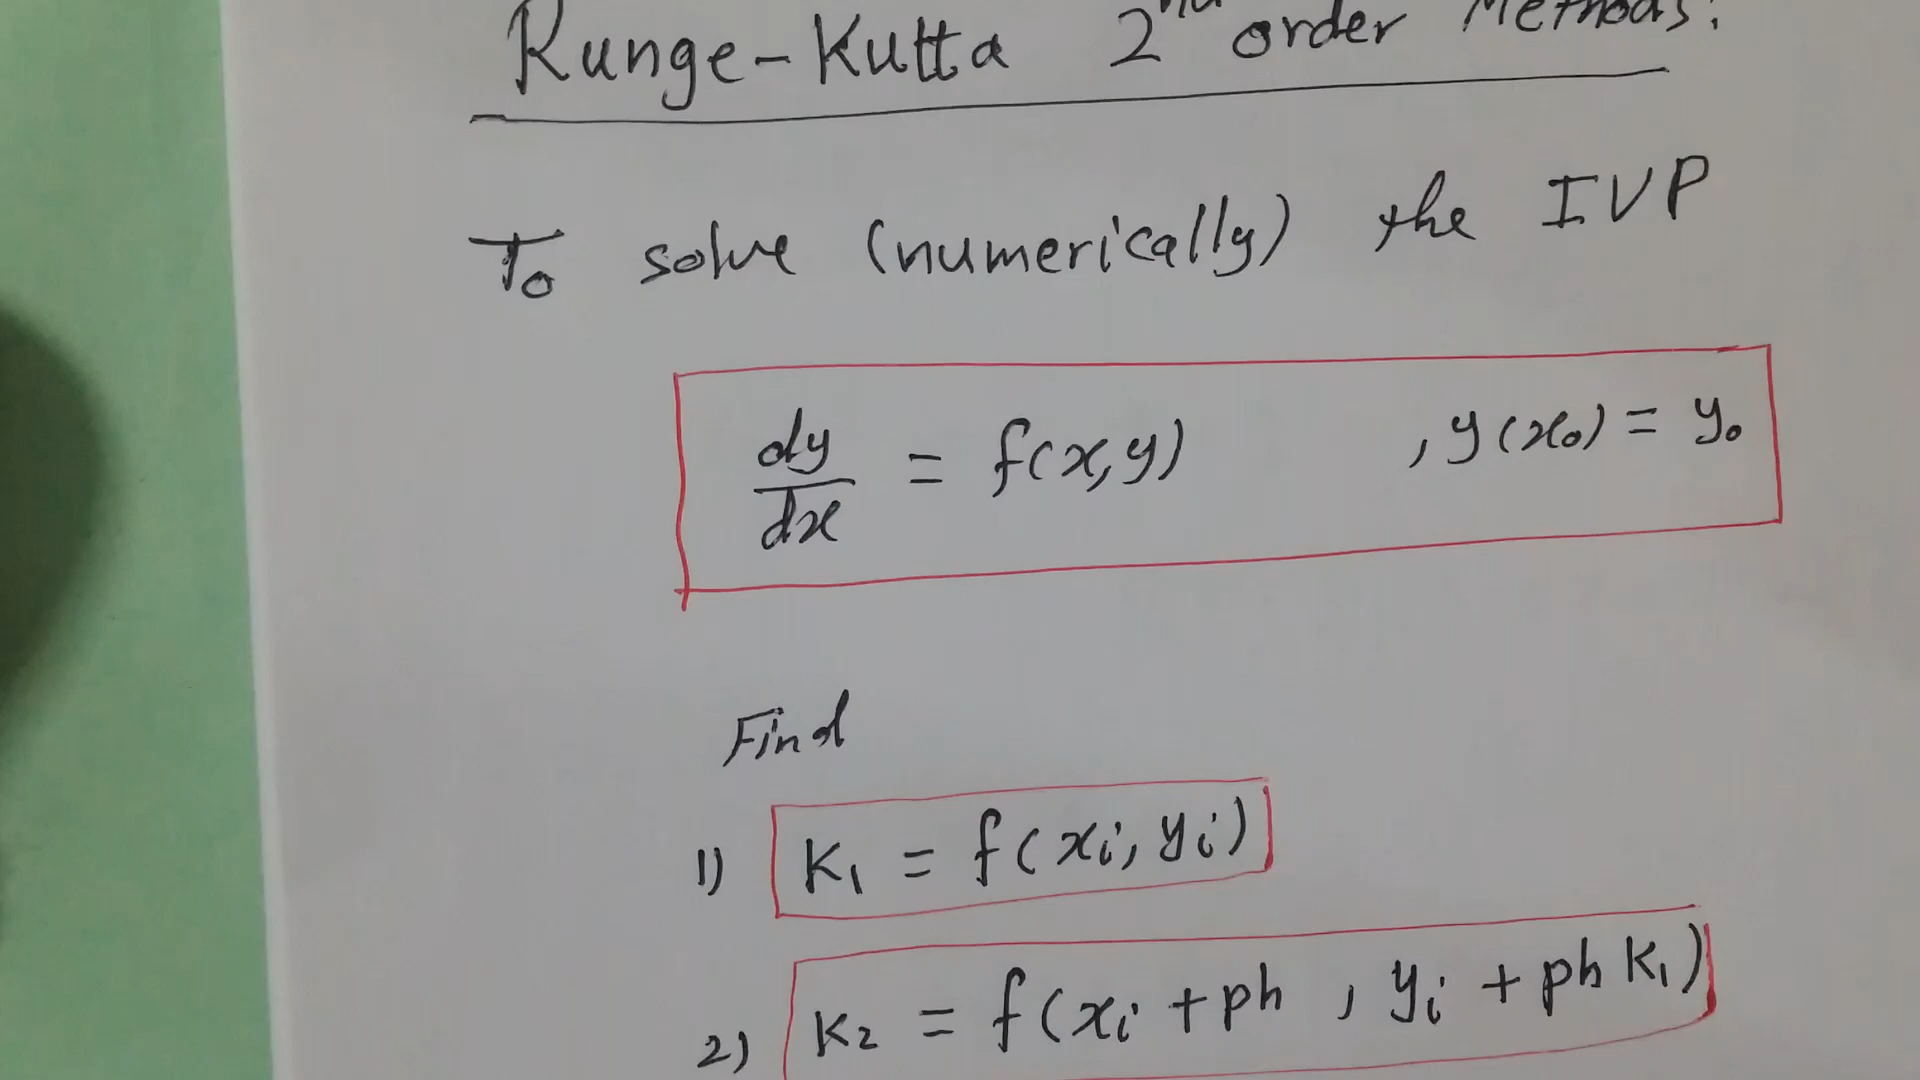 Runge-Kutta 2nd order Methods:
To solve (numerically) the IVP
dy/dx = f(x,y) , y(x₀) = y₀
Find
1) K₁ = f(xᵢ, yᵢ)
2) K₂ = f(xᵢ + ph , yᵢ + ph K₁)